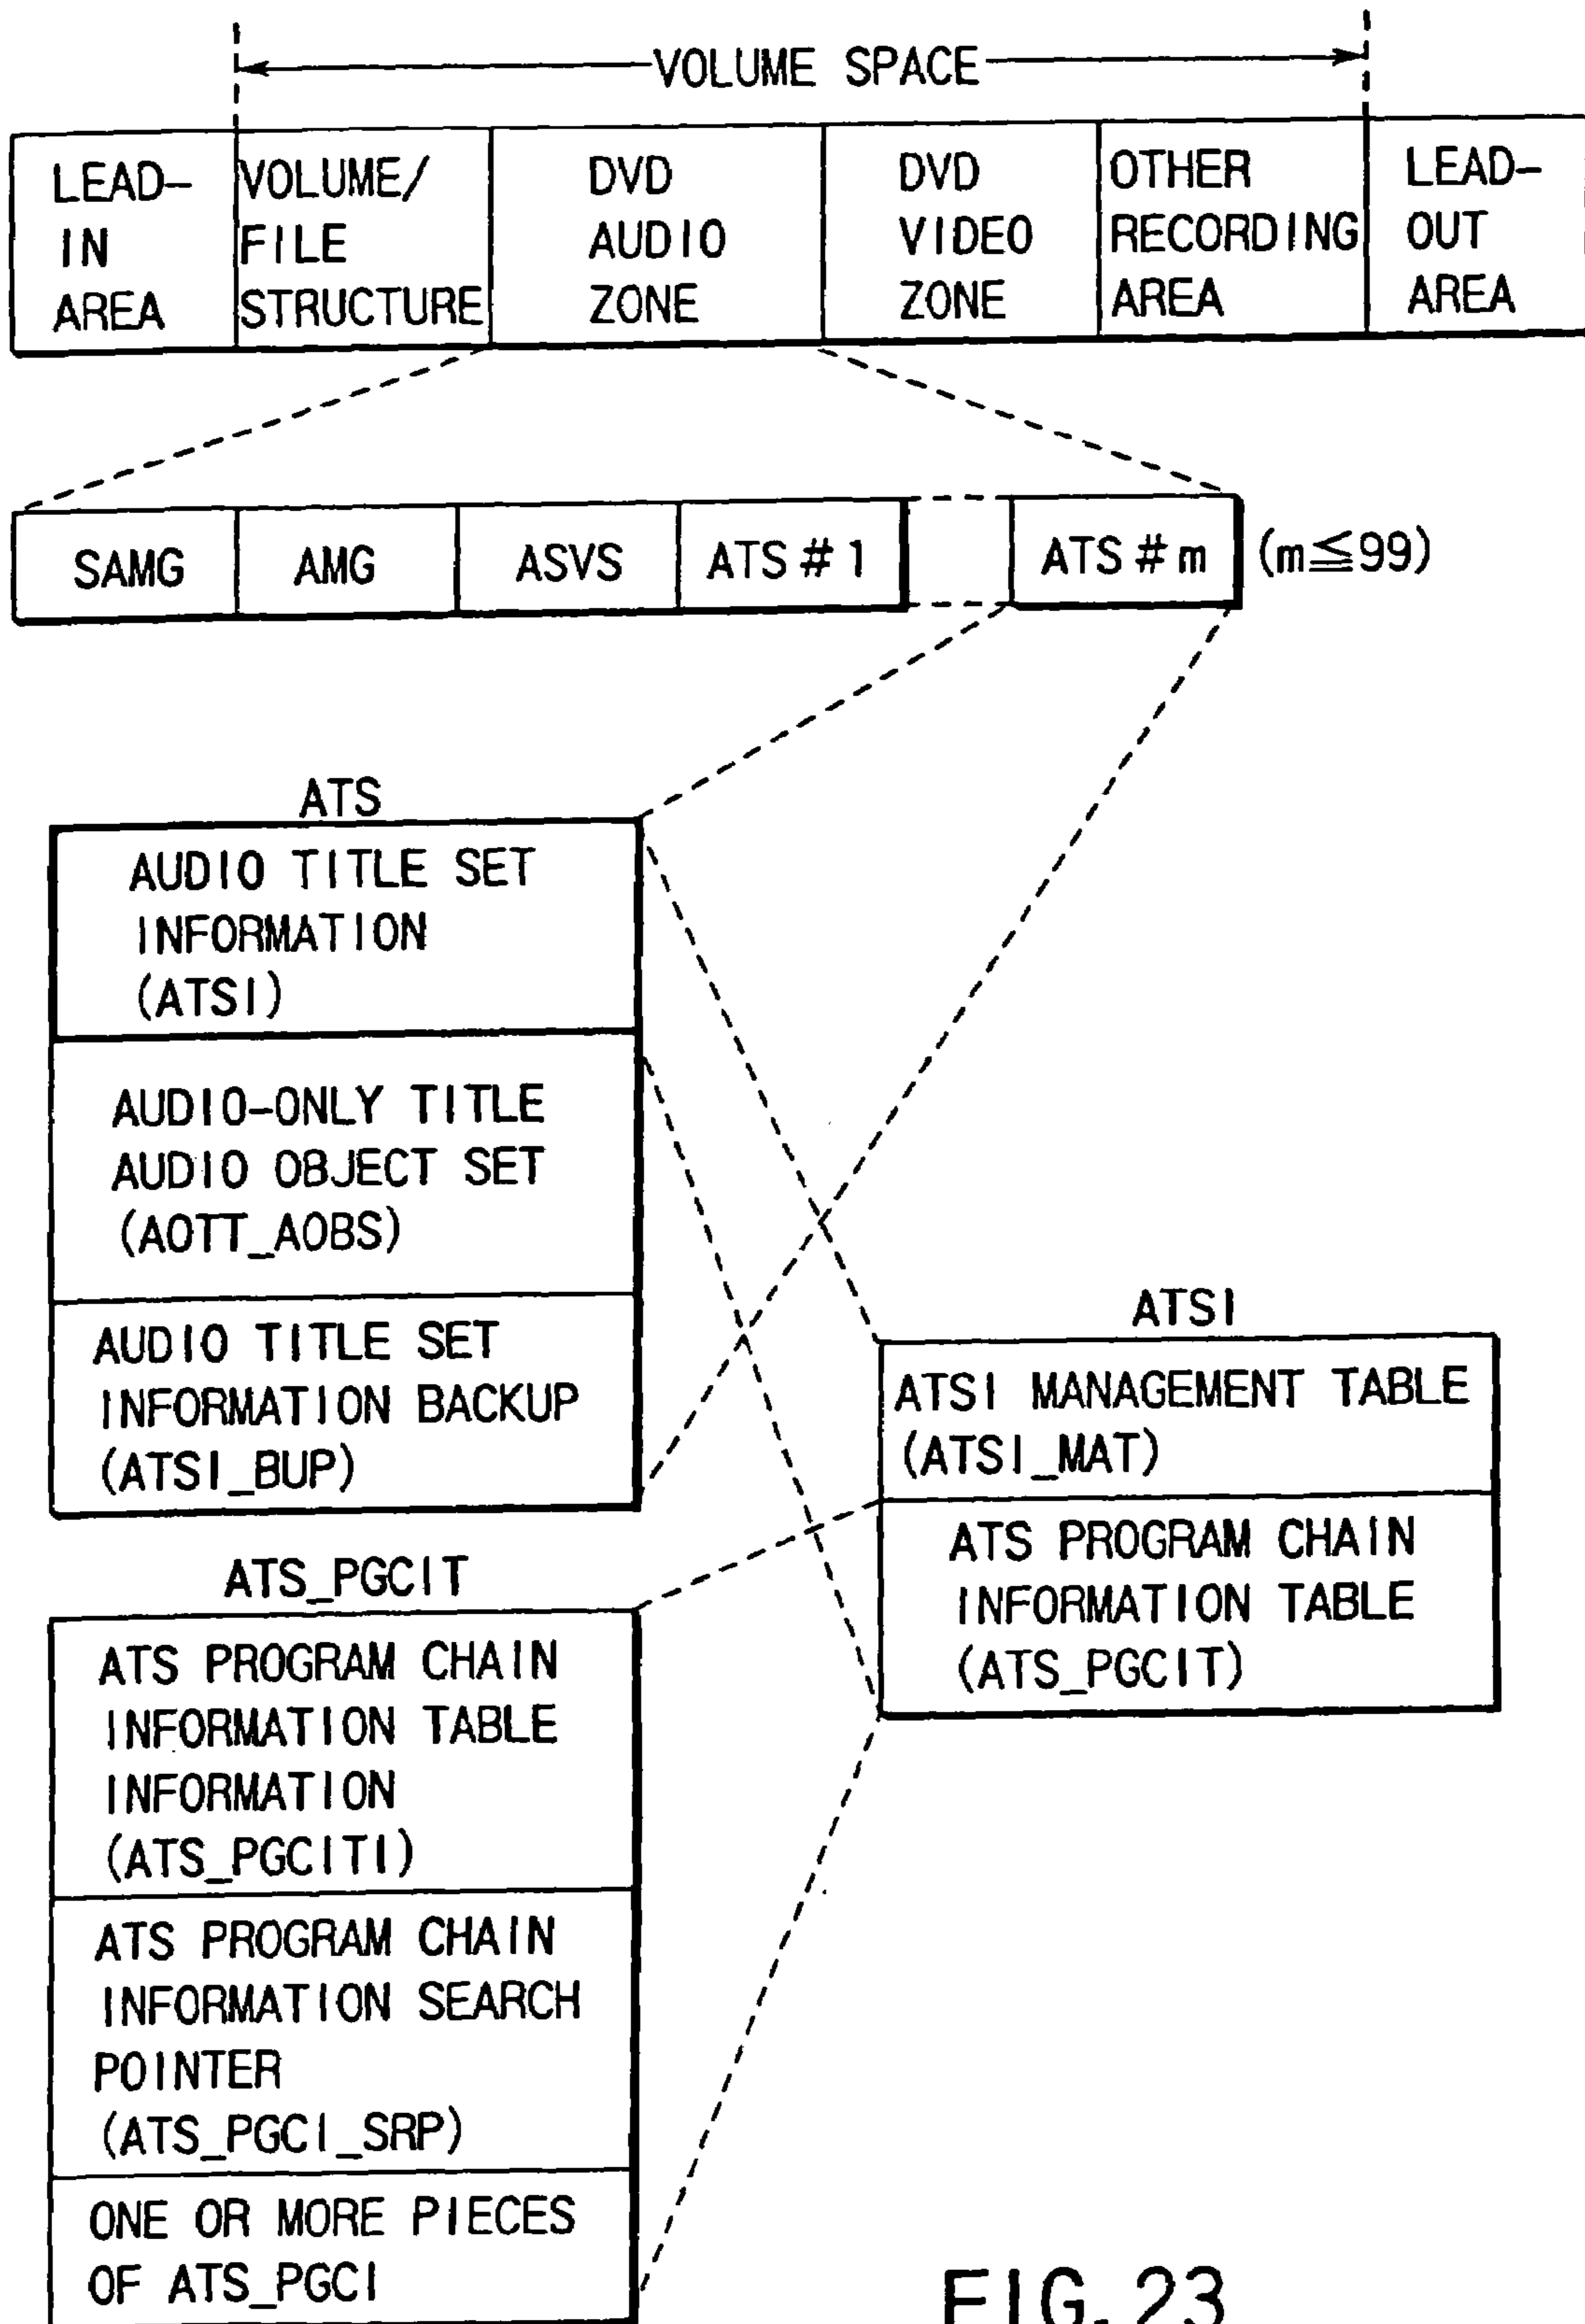 VOLUME SPACE
LEAD-
IN
AREA
VOLUME/
FILE
STRUCTURE
DVD
AUDIO
ZONE
DVD
VIDEO
ZONE
OTHER
RECORDING
AREA
LEAD-
OUT
AREA
SAMG
AMG
ASVS
ATS # 1
ATS # m
(m≦99)
ATS
AUDIO TITLE SET
INFORMATION
(ATSI)
AUDIO-ONLY TITLE
AUDIO OBJECT SET
(AOTT_AOBS)
AUDIO TITLE SET
INFORMATION BACKUP
(ATSI_BUP)
ATSI
ATSI MANAGEMENT TABLE
(ATSI_MAT)
ATS PROGRAM CHAIN
INFORMATION TABLE
(ATS_PGCIT)
ATS_PGCIT
ATS PROGRAM CHAIN
INFORMATION TABLE
INFORMATION
(ATS_PGCITI)
ATS PROGRAM CHAIN
INFORMATION SEARCH
POINTER
(ATS_PGCI_SRP)
ONE OR MORE PIECES
OF ATS_PGCI
FIG. 23